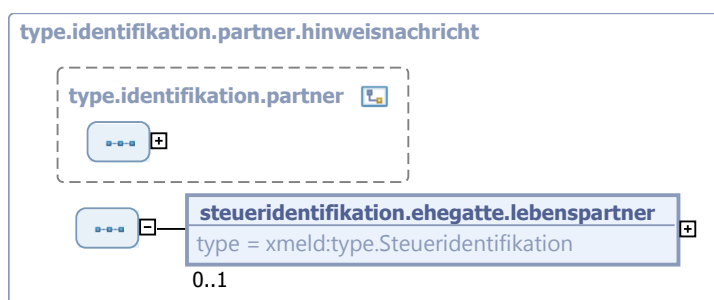 type.identifikation.partner.hinweisnachricht
type.identifikation.partner
steueridentifikation.ehegatte.lebenspartner
type = xmeld:type.Steueridentifikation
0..1